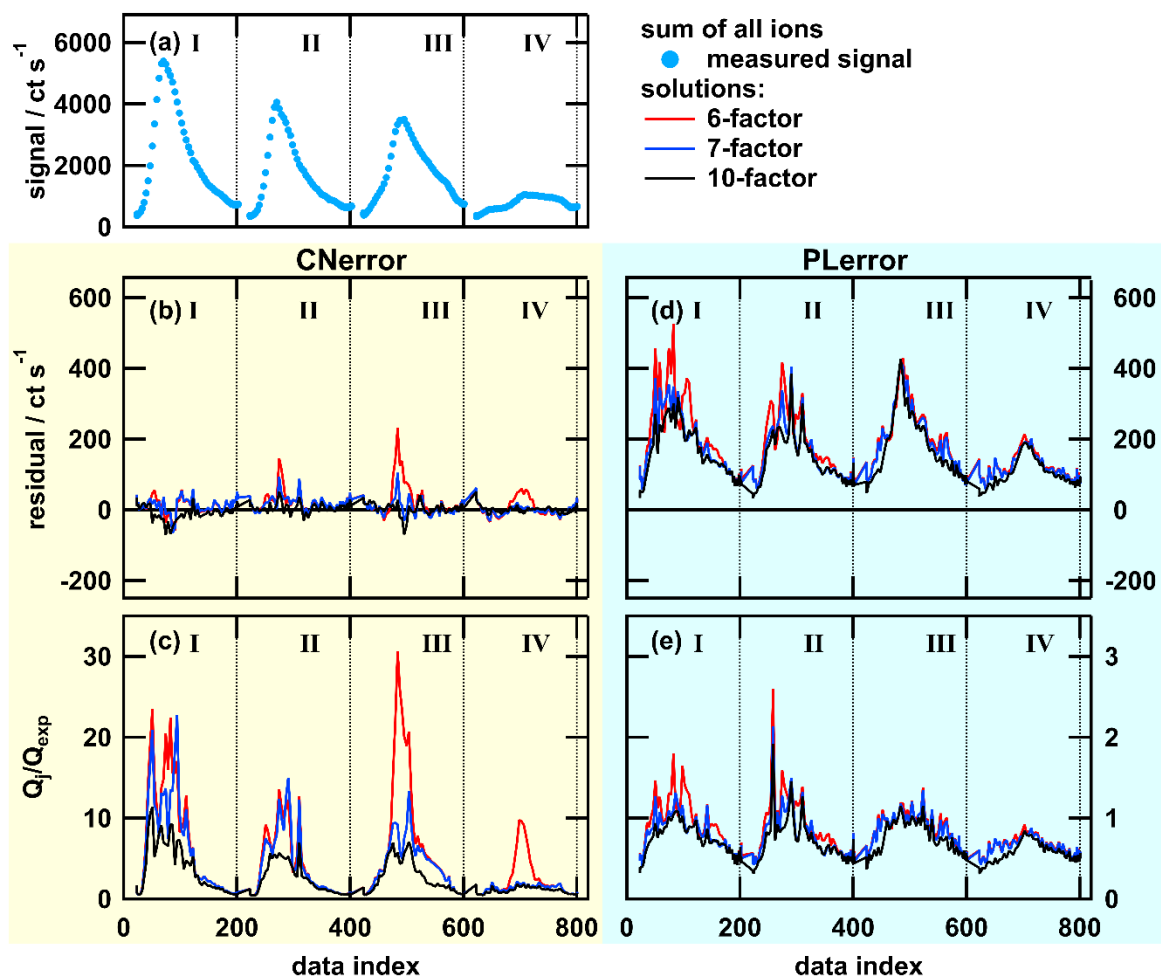 (a) I II III IV
6000
4000
2000
0
signal / ct s⁻¹
sum of all ions
measured signal
solutions:
6-factor
7-factor
10-factor
CNerror
PLerror
(b) I II III IV
600
400
200
0
-200
residual / ct s⁻¹
(d) I II III IV
600
400
200
0
-200
(c) I II III IV
30
20
10
0
Qj/Qexp
0 200 400 600 800
data index
(e) I II III IV
3
2
1
0
0 200 400 600 800
data index